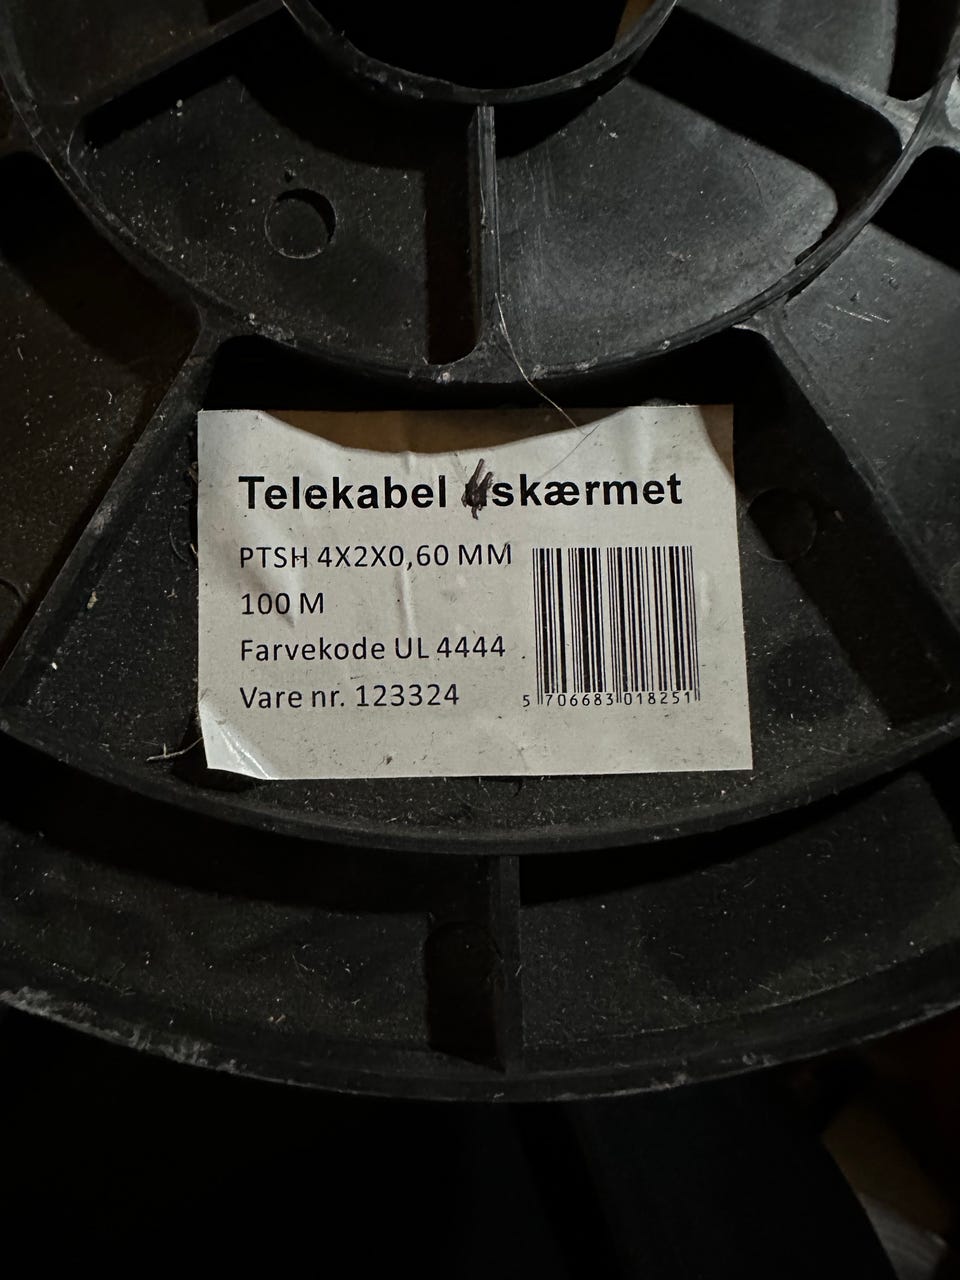 Telekabel skærmet
PTSH 4X2X0,60 MM
100 M
Farvekode UL 4444
Vare nr. 123324
5 706683 018251